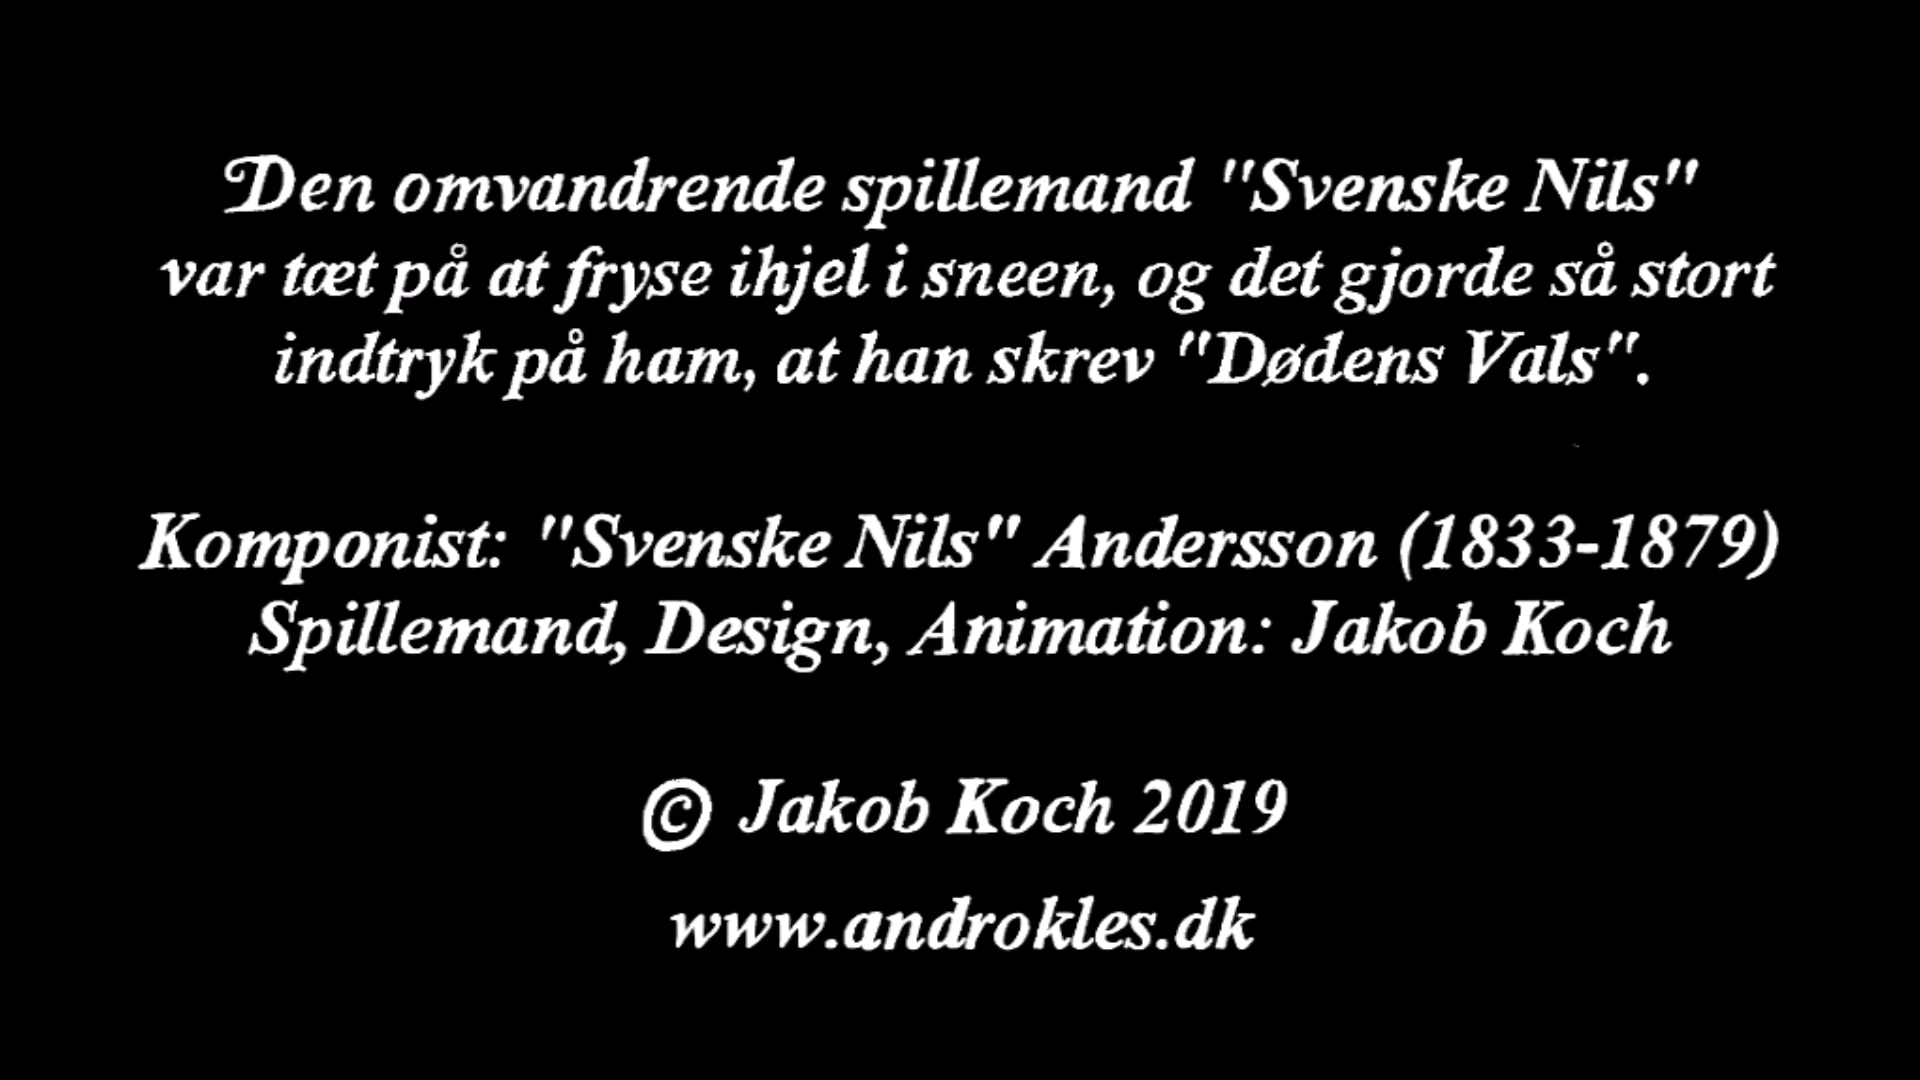 Den omvandrende spillemand "Svenske Nils"
var tæt på at fryse ihjel i sneen, og det gjorde så stort
indtryk på ham, at han skrev "Dødens Vals".
Komponist: "Svenske Nils" Andersson (1833-1879)
Spillemand, Design, Animation: Jakob Koch
© Jakob Koch 2019
www.androkles.dk